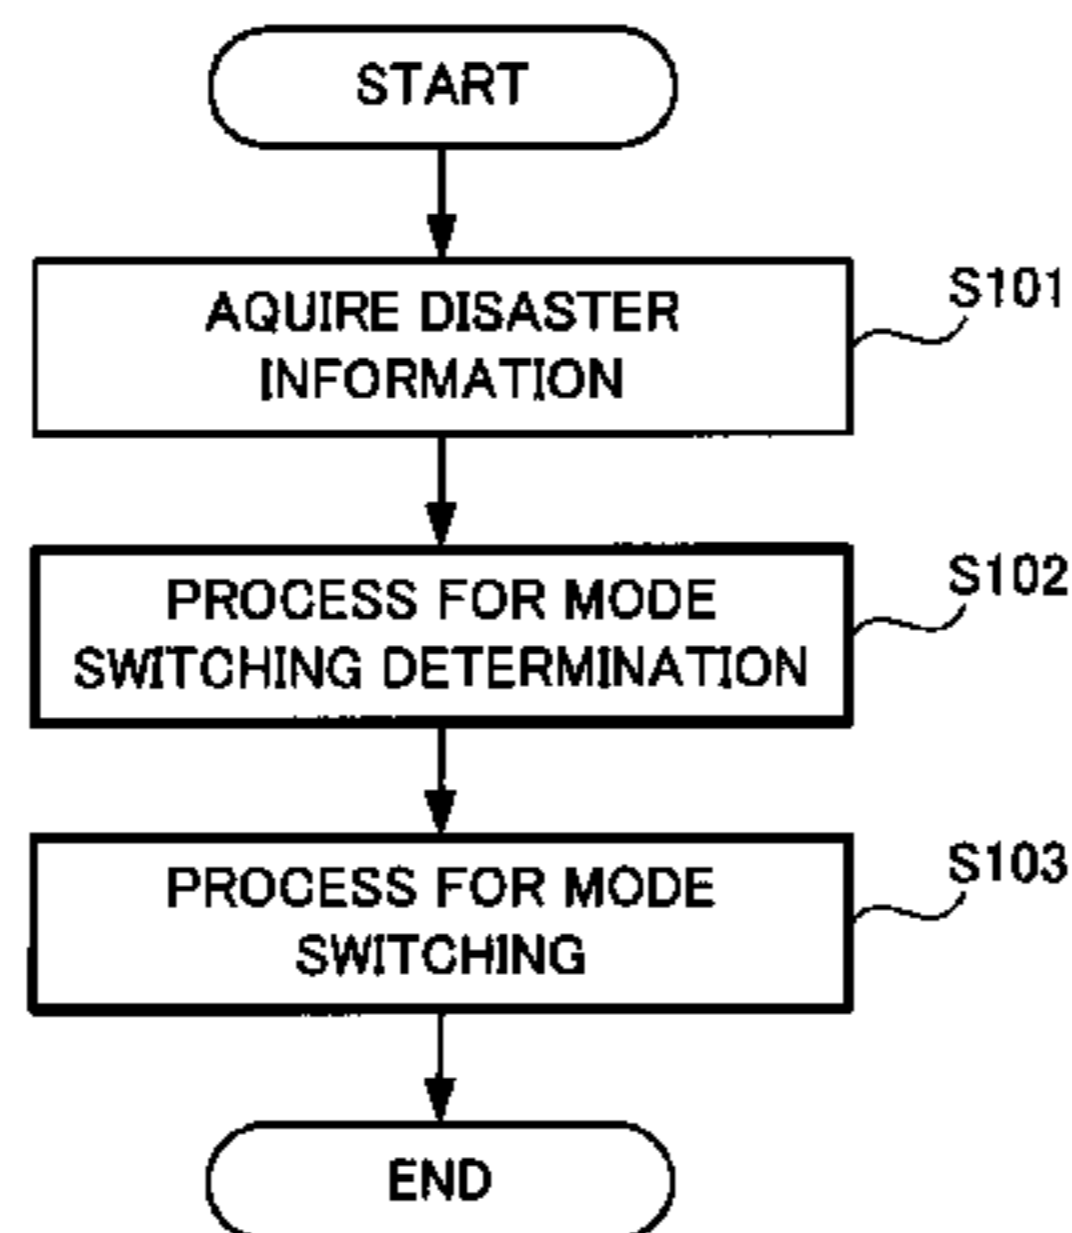 START
AQUIRE DISASTER
INFORMATION
S101
PROCESS FOR MODE
SWITCHING DETERMINATION
S102
PROCESS FOR MODE
SWITCHING
S103
END